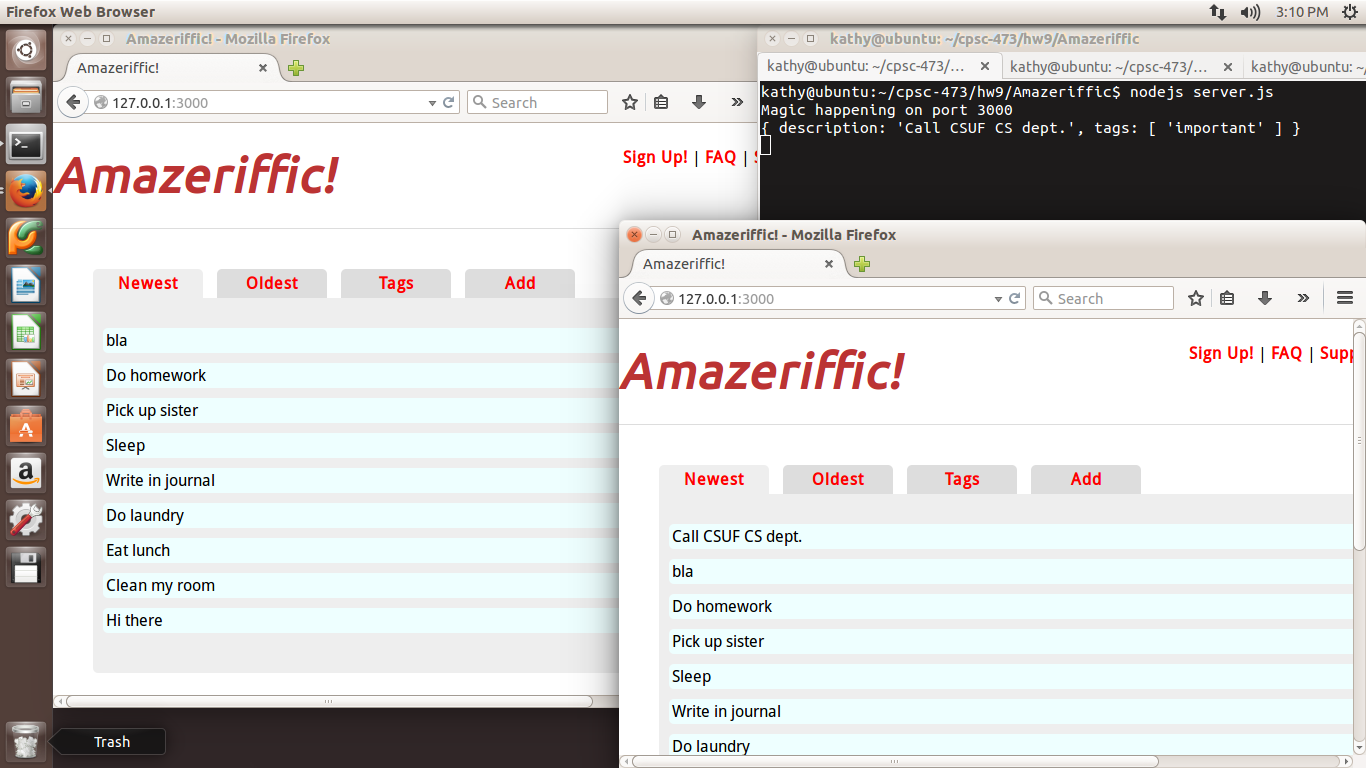 Firefox Web Browser
3:10 PM
Amazeriffic! - Mozilla Firefox
Amazeriffic!
127.0.0.1:3000
Search
Amazeriffic!
Sign Up! | FAQ |
Newest
Oldest
Tags
Add
bla
Do homework
Pick up sister
Sleep
Write in journal
Do laundry
Eat lunch
Clean my room
Hi there
kathy@ubuntu: ~/cpsc-473/hw9/Amazeriffic
kathy@ubuntu: ~/cpsc-473/...
kathy@ubuntu: ~/cpsc-473/...
kathy@ubuntu: ~/cpsc-47
kathy@ubuntu:~/cpsc-473/hw9/Amazeriffic$ nodejs server.js
Magic happening on port 3000
{ description: 'Call CSUF CS dept.', tags: [ 'important' ] }
Amazeriffic! - Mozilla Firefox
Amazeriffic!
127.0.0.1:3000
Search
Amazeriffic!
Sign Up! | FAQ | Supp
Newest
Oldest
Tags
Add
Call CSUF CS dept.
bla
Do homework
Pick up sister
Sleep
Write in journal
Do laundry
Trash